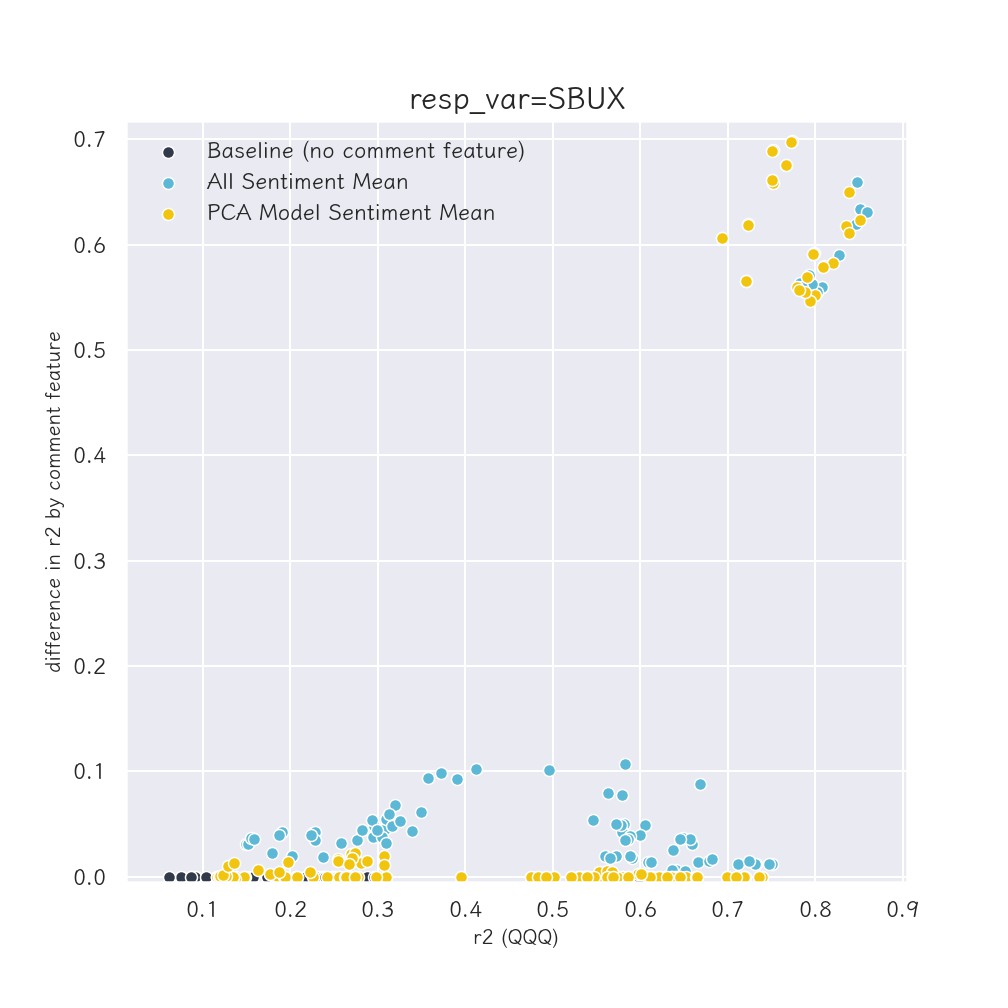 resp_var=SBUX
Baseline (no comment feature)
All Sentiment Mean
PCA Model Sentiment Mean
difference in r2 by comment feature
0.7
0.6
0.5
0.4
0.3
0.2
0.1
0.0
0.1 0.2 0.3 0.4 0.5 0.6 0.7 0.8 0.9
r2 (QQQ)